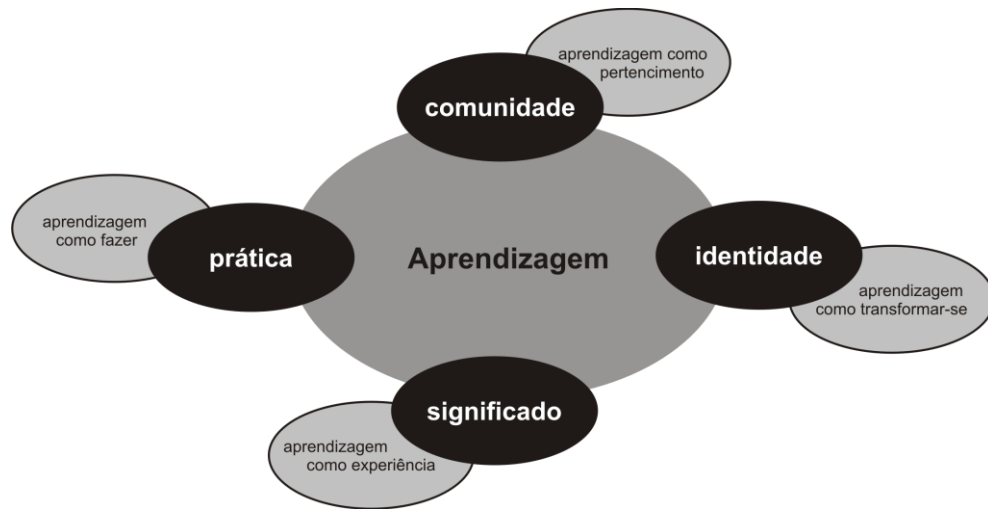 aprendizagem como
pertencimento
comunidade
aprendizagem
como fazer
prática
Aprendizagem
identidade
aprendizagem
como transformar-se
significado
aprendizagem
como experiência